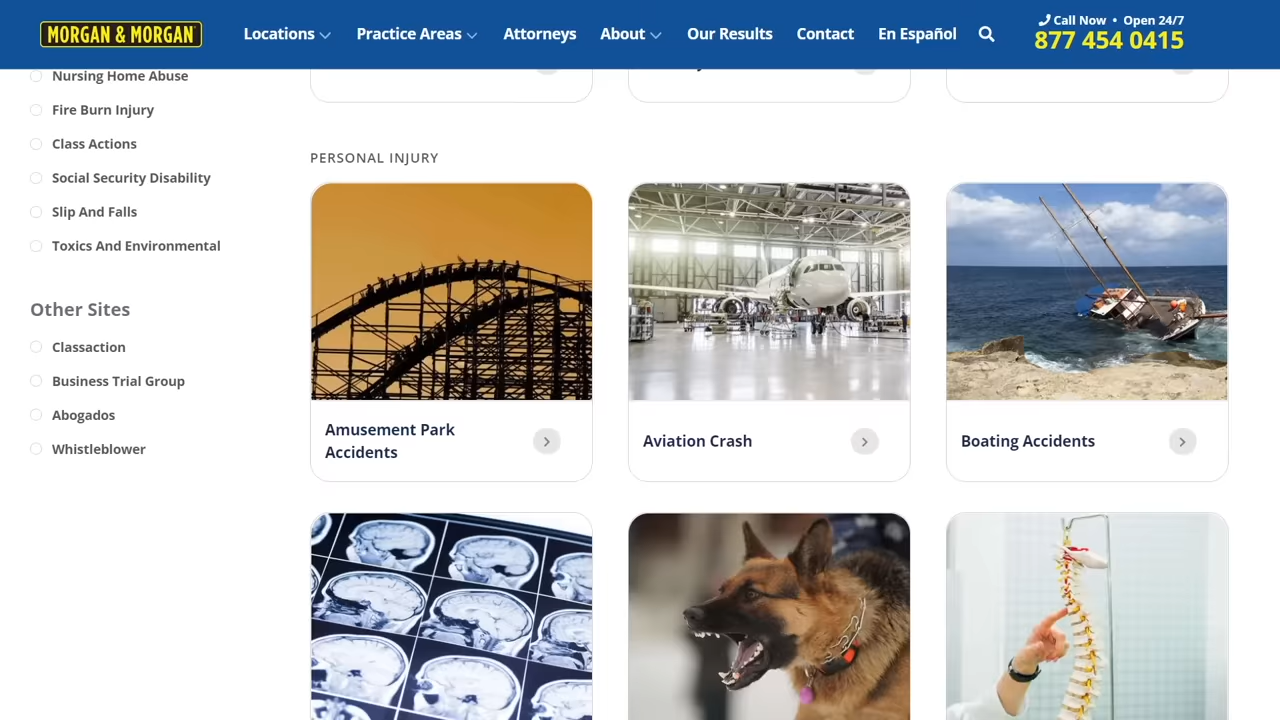 MORGAN & MORGAN
Locations
Practice Areas
Attorneys
About
Our Results
Contact
En Español
Call Now • Open 24/7
877 454 0415
Nursing Home Abuse
Fire Burn Injury
Class Actions
Social Security Disability
Slip And Falls
Toxics And Environmental
Other Sites
Classaction
Business Trial Group
Abogados
Whistleblower
PERSONAL INJURY
Amusement Park
Accidents
Aviation Crash
Boating Accidents